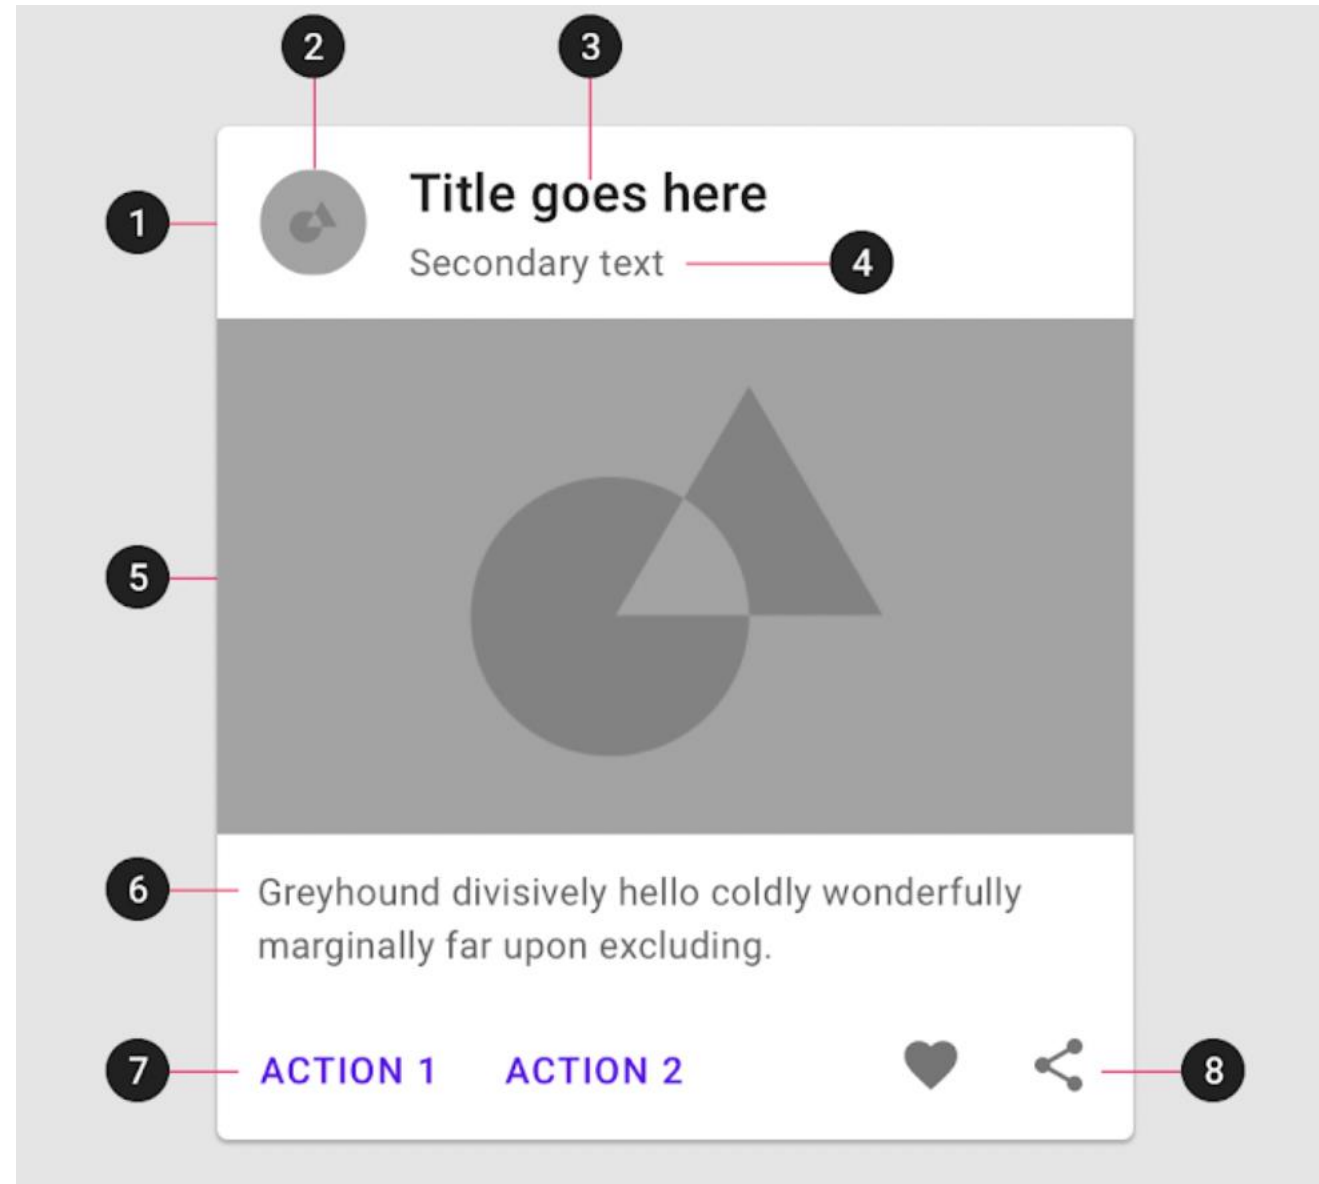 2
3
1
Title goes here
Secondary text
4
5
6
Greyhound divisively hello coldly wonderfully
marginally far upon excluding.
7
ACTION 1
ACTION 2
8